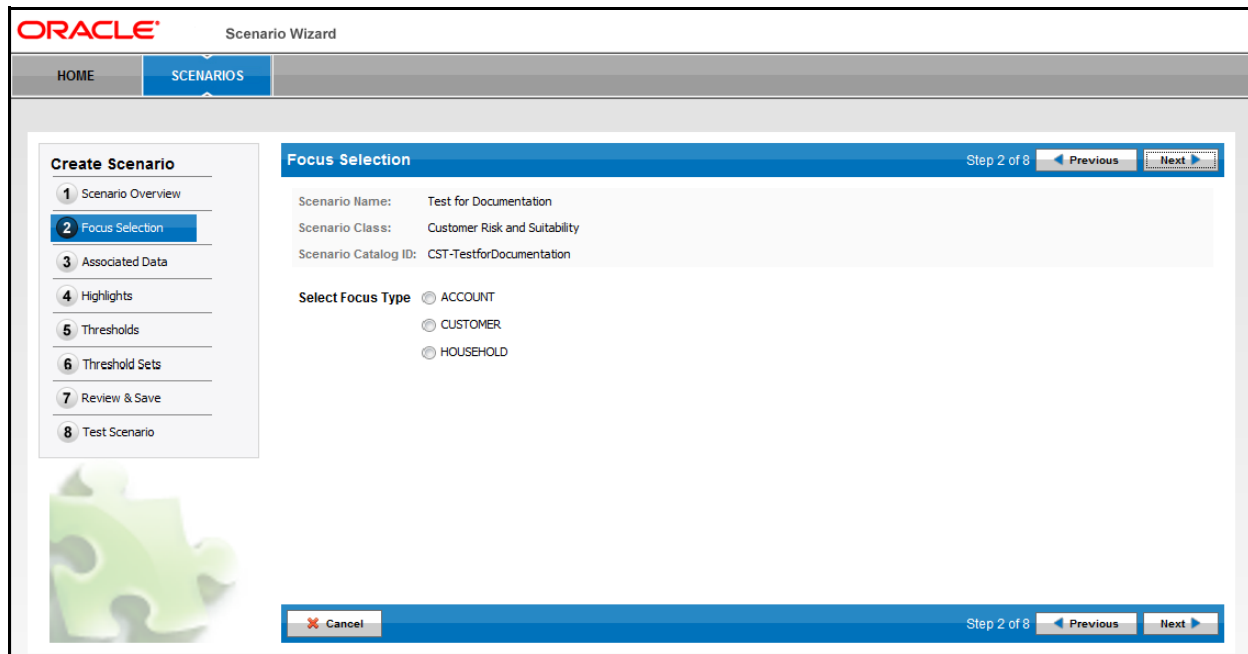 ORACLE Scenario Wizard
HOME SCENARIOS
Create Scenario
1 Scenario Overview
2 Focus Selection
3 Associated Data
4 Highlights
5 Thresholds
6 Threshold Sets
7 Review & Save
8 Test Scenario
Focus Selection Step 2 of 8 Previous Next
Scenario Name: Test for Documentation
Scenario Class: Customer Risk and Suitability
Scenario Catalog ID: CST-TestforDocumentation
Select Focus Type ACCOUNT
CUSTOMER
HOUSEHOLD
Cancel Step 2 of 8 Previous Next